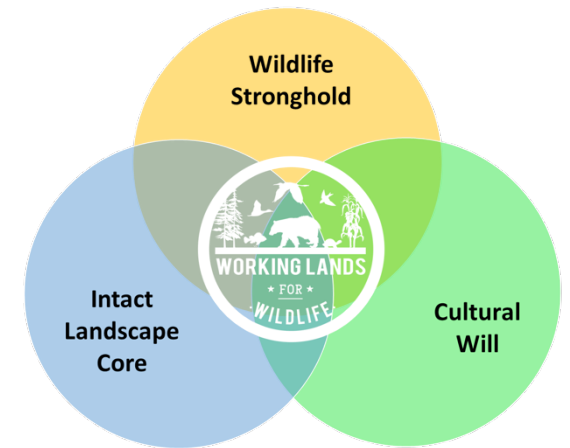 Wildlife
Stronghold
WORKING LANDS
FOR
WILDLIFE
Intact
Landscape
Core
Cultural
Will